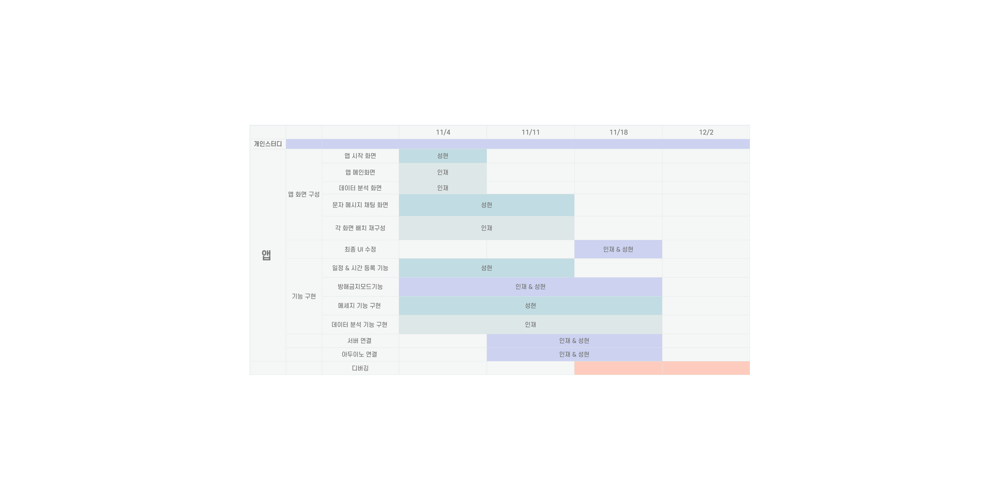 11/4 11/11 11/18 12/2
개인스터디
앱
앱 화면 구성
앱 시작 화면 성현
앱 메인화면 인재
데이터 분석 화면 인재
문자 메시지 채팅 화면 성현
각 화면 배치 재구성 인재
최종 UI 수정 인재 & 성현
기능 구현
일정 & 시간 등록 기능 성현
방해금지모드기능 인재 & 성현
메세지 기능 구현 성현
데이터 분석 기능 구현 인재
서버 연결 인재 & 성현
아두이노 연결 인재 & 성현
디버깅